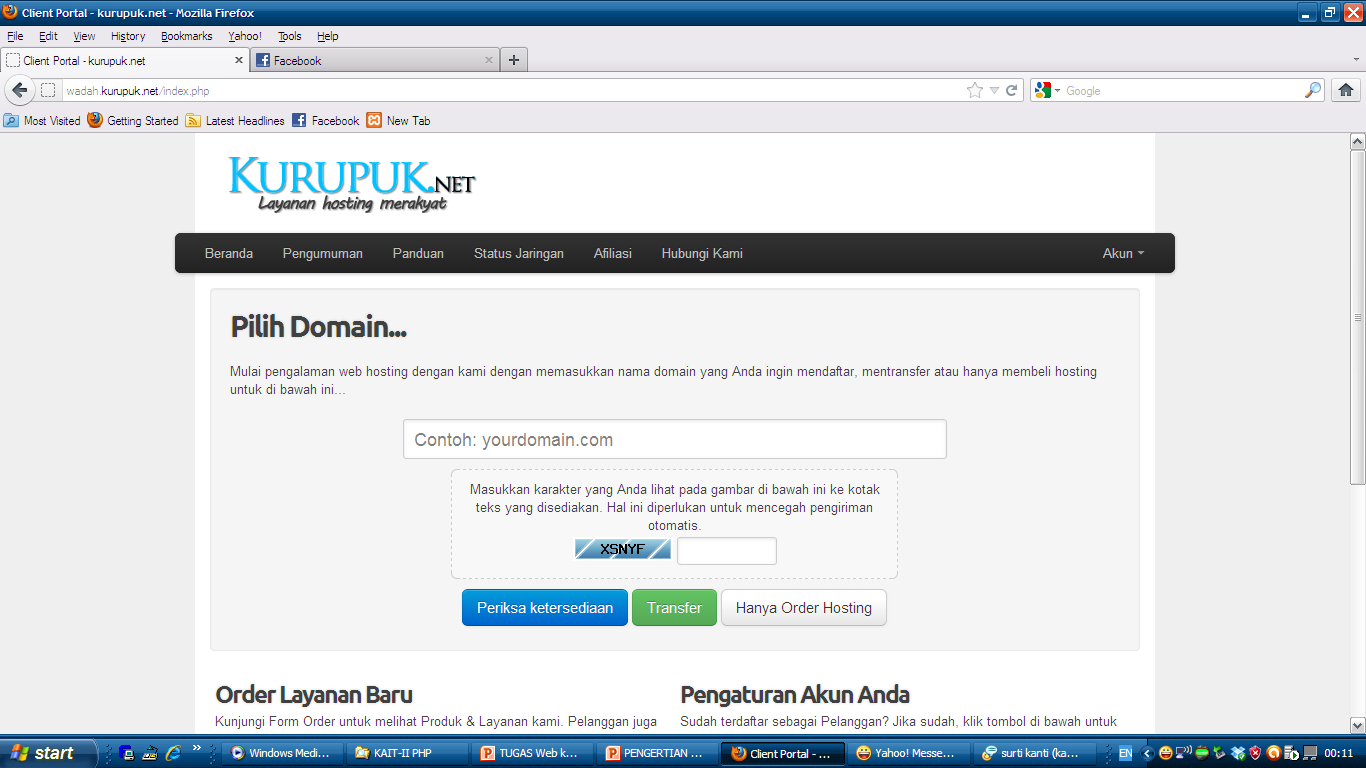 Client Portal - kurupuk.net - Mozilla Firefox
File Edit View History Bookmarks Yahoo! Tools Help
Client Portal - kurupuk.net
Facebook
wadah.kurupuk.net/index.php
Google
Most Visited Getting Started Latest Headlines Facebook New Tab
KURUPUK.NET
Layanan hosting merakyat
Beranda Pengumuman Panduan Status Jaringan Afiliasi Hubungi Kami Akun
Pilih Domain...
Mulai pengalaman web hosting dengan kami dengan memasukkan nama domain yang Anda ingin mendaftar, mentransfer atau hanya membeli hosting
untuk di bawah ini...
Contoh: yourdomain.com
Masukkan karakter yang Anda lihat pada gambar di bawah ini ke kotak
teks yang disediakan. Hal ini diperlukan untuk mencegah pengiriman
otomatis.
XSNYF
Periksa ketersediaan Transfer Hanya Order Hosting
Order Layanan Baru
Kunjungi Form Order untuk melihat Produk & Layanan kami. Pelanggan juga
Pengaturan Akun Anda
Sudah terdaftar sebagai Pelanggan? Jika sudah, klik tombol di bawah untuk
start » Windows Medi... KAIT-II PHP TUGAS Web k... PENGERTIAN ... Client Portal - ... Yahoo! Messe... surti kanti (ka... EN 00:11